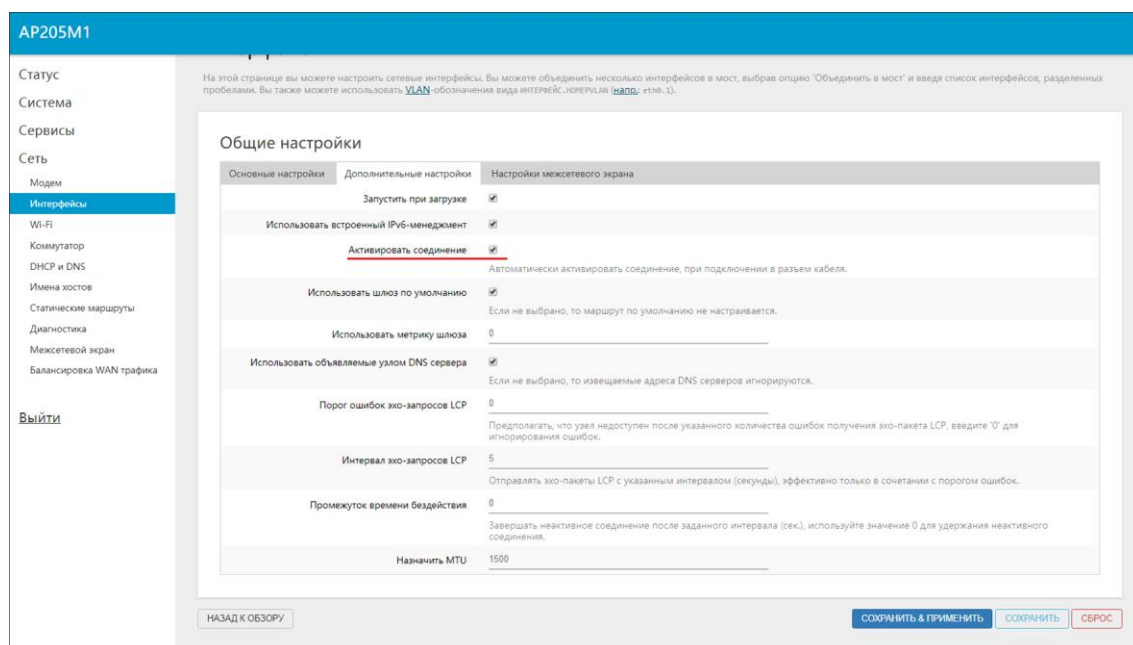 AP205M1
Статус
Система
Сервисы
Сеть
Модем
Интерфейсы
Wi-Fi
Коммутатор
DHCP и DNS
Имена хостов
Статические маршруты
Диагностика
Межсетевой экран
Балансировка WAN трафика
Выйти
На этой странице вы можете настроить сетевые интерфейсы. Вы можете объединить несколько интерфейсов в мост, выбрав опцию 'Объединить в мост' и введя список интерфейсов, разделенных
пробелами. Вы также можете использовать VLAN-обозначения вида ИНТЕРФЕЙС.НОМЕРVLAN (напр.: eth0.1).
Общие настройки
Основные настройки Дополнительные настройки Настройки межсетевого экрана
Запустить при загрузке
Использовать встроенный IPv6-менеджмент
Активировать соединение
Автоматически активировать соединение, при подключении в разъем кабеля.
Использовать шлюз по умолчанию
Если не выбрано, то маршрут по умолчанию не настраивается.
Использовать метрику шлюза 0
Использовать объявляемые узлом DNS сервера
Если не выбрано, то извещаемые адреса DNS серверов игнорируются.
Порог ошибок эхо-запросов LCP 0
Предполагать, что узел недоступен после указанного количества ошибок получения эхо-пакета LCP, введите '0' для
игнорирования ошибок.
Интервал эхо-запросов LCP 5
Отправлять эхо-пакеты LCP с указанным интервалом (секунды), эффективно только в сочетании с порогом ошибок.
Промежуток времени бездействия 0
Завершать неактивное соединение после заданного интервала (сек.), используйте значение 0 для удержания неактивного
соединения.
Назначить MTU 1500
НАЗАД К ОБЗОРУ СОХРАНИТЬ & ПРИМЕНИТЬ СОХРАНИТЬ СБРОС